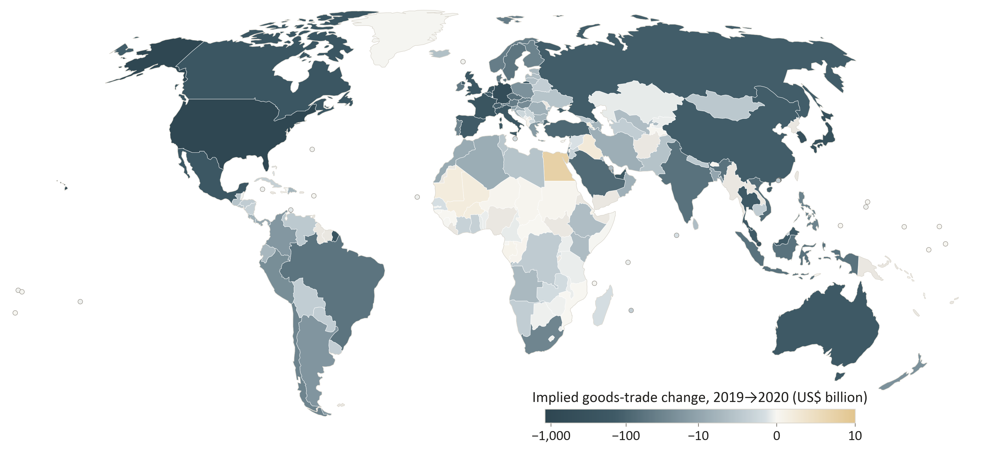 Implied goods-trade change, 2019→2020 (US$ billion)
−1,000 −100 −10 0 10